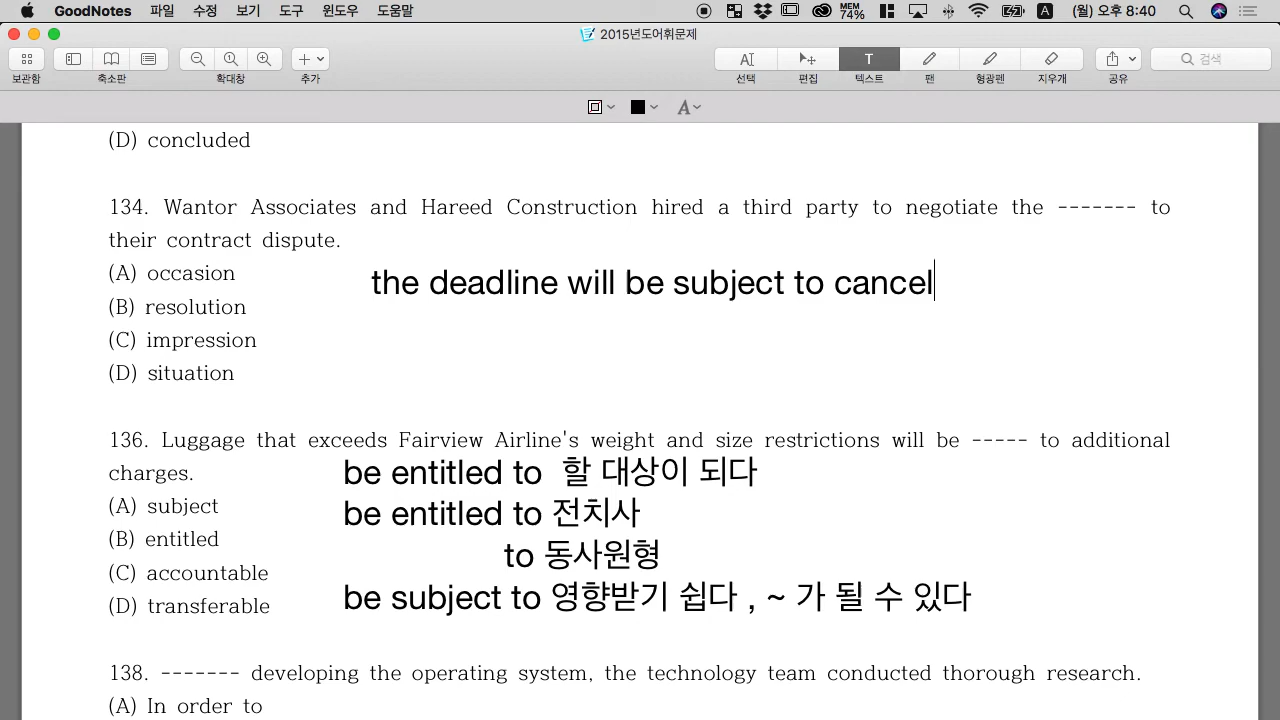 GoodNotes 파일 수정 보기 도구 윈도우 도움말 MEM 74% A (월) 오후 8:40
2015년도어휘문제
보관함 축소판 확대창 추가 선택 편집 T 텍스트 펜 형광펜 지우개 공유 검색
(D) concluded
134. Wantor Associates and Hareed Construction hired a third party to negotiate the ------- to
their contract dispute.
(A) occasion
the deadline will be subject to cancel
(B) resolution
(C) impression
(D) situation
136. Luggage that exceeds Fairview Airline's weight and size restrictions will be ----- to additional
charges.
be entitled to 할 대상이 되다
(A) subject
be entitled to 전치사
(B) entitled
to 동사원형
(C) accountable
be subject to 영향받기 쉽다 , ~ 가 될 수 있다
(D) transferable
138. ------- developing the operating system, the technology team conducted thorough research.
(A) In order to